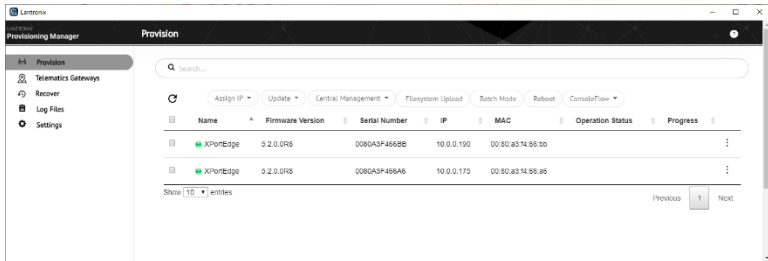 Lantronix
LANTRONIX
Provisioning Manager
Provision
Provision
Telematics Gateways
Recover
Log Files
Settings
Search...
Assign IP
Update
Central Management
Filesystem Upload
Batch Mode
Reboot
ConsoleFlow
Name Firmware Version Serial Number IP MAC Operation Status Progress
XPortEdge 5.2.0.0R8 0080A3F466BB 10.0.0.190 00:80:a3:f4:66:bb
XPortEdge 5.2.0.0R8 0080A3F466A6 10.0.0.175 00:80:a3:f4:66:a6
Show 10 entries
Previous 1 Next